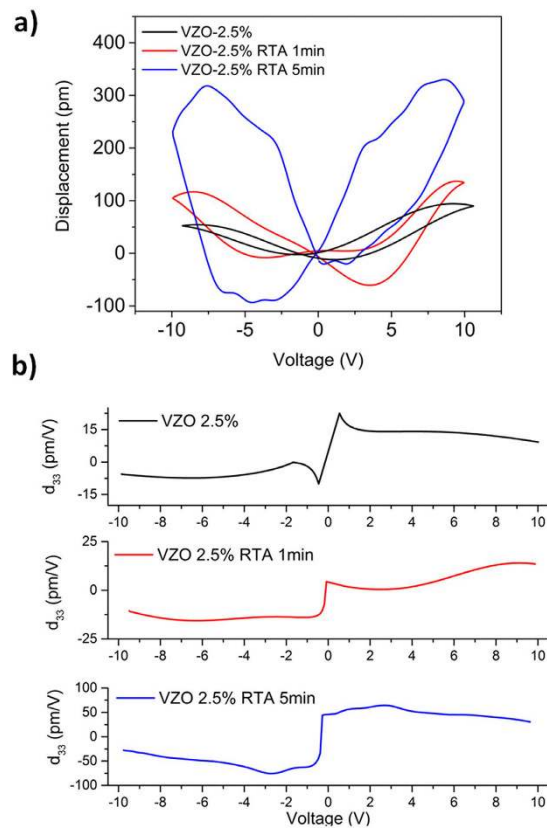 a)
VZO-2.5%
VZO-2.5% RTA 1min
VZO-2.5% RTA 5min
400
300
200
100
0
-100
Displacement (pm)
-10 -5 0 5 10
Voltage (V)
b)
VZO 2.5%
15
0
-15
d33 (pm/V)
-10 -8 -6 -4 -2 0 2 4 6 8 10
VZO 2.5% RTA 1min
25
0
-25
d33 (pm/V)
-10 -8 -6 -4 -2 0 2 4 6 8 10
VZO 2.5% RTA 5min
100
50
0
-50
-100
d33 (pm/V)
-10 -8 -6 -4 -2 0 2 4 6 8 10
Voltage (V)